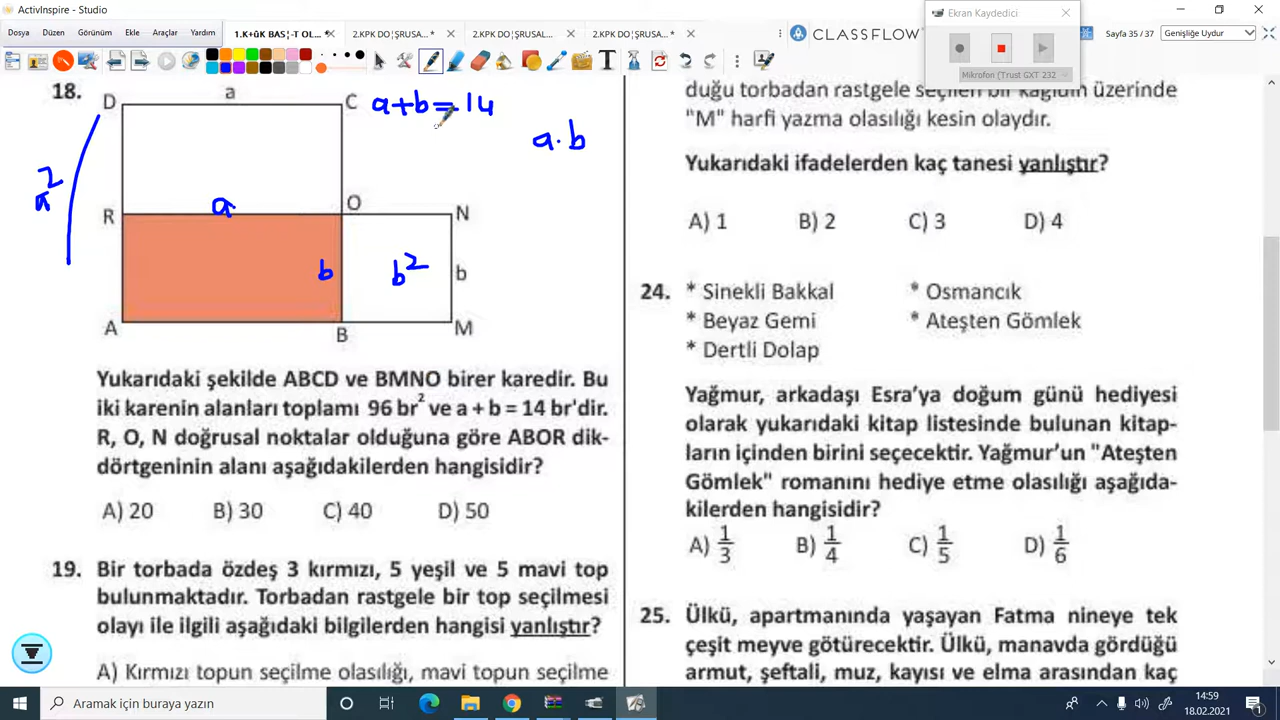 ActivInspire - Studio
Ekran Kaydedici
Dosya Düzen Görünüm Ekle Araçlar Yardım
1.K+üK BAS¦-T OL...*
2.KPK DO¦ŞRUSA...*
2.KPK DO¦ŞRUSAL...*
2.KPK DO¦ŞRUSA...*
CLASSFLOW
Sayfa 35 / 37
Genişliğe Uydur
Mikrofon (Trust GXT 232
18.
D a C
a+b=14
a.b
a²
R a O N
b b² b
A B M
Yukarıdaki şekilde ABCD ve BMNO birer karedir. Bu
iki karenin alanları toplamı 96 br² ve a + b = 14 br'dir.
R, O, N doğrusal noktalar olduğuna göre ABOR dik-
dörtgeninin alanı aşağıdakilerden hangisidir?
A) 20 B) 30 C) 40 D) 50
19. Bir torbada özdeş 3 kırmızı, 5 yeşil ve 5 mavi top
bulunmaktadır. Torbadan rastgele bir top seçilmesi
olayı ile ilgili aşağıdaki bilgilerden hangisi yanlıştır?
A) Kırmızı topun seçilme olasılığı, mavi topun seçilme
duğu torbadan rastgele seçilen bir kağıdın üzerinde
"M" harfi yazma olasılığı kesin olaydır.
Yukarıdaki ifadelerden kaç tanesi yanlıştır?
A) 1 B) 2 C) 3 D) 4
24. * Sinekli Bakkal * Osmancık
* Beyaz Gemi * Ateşten Gömlek
* Dertli Dolap
Yağmur, arkadaşı Esra'ya doğum günü hediyesi
olarak yukarıdaki kitap listesinde bulunan kitap-
ların içinden birini seçecektir. Yağmur'un "Ateşten
Gömlek" romanını hediye etme olasılığı aşağıda-
kilerden hangisidir?
A) 1/3 B) 1/4 C) 1/5 D) 1/6
25. Ülkü, apartmanında yaşayan Fatma nineye tek
çeşit meyve götürecektir. Ülkü, manavda gördüğü
armut, şeftali, muz, kayısı ve elma arasından kaç
Aramak için buraya yazın
14:59
18.02.2021